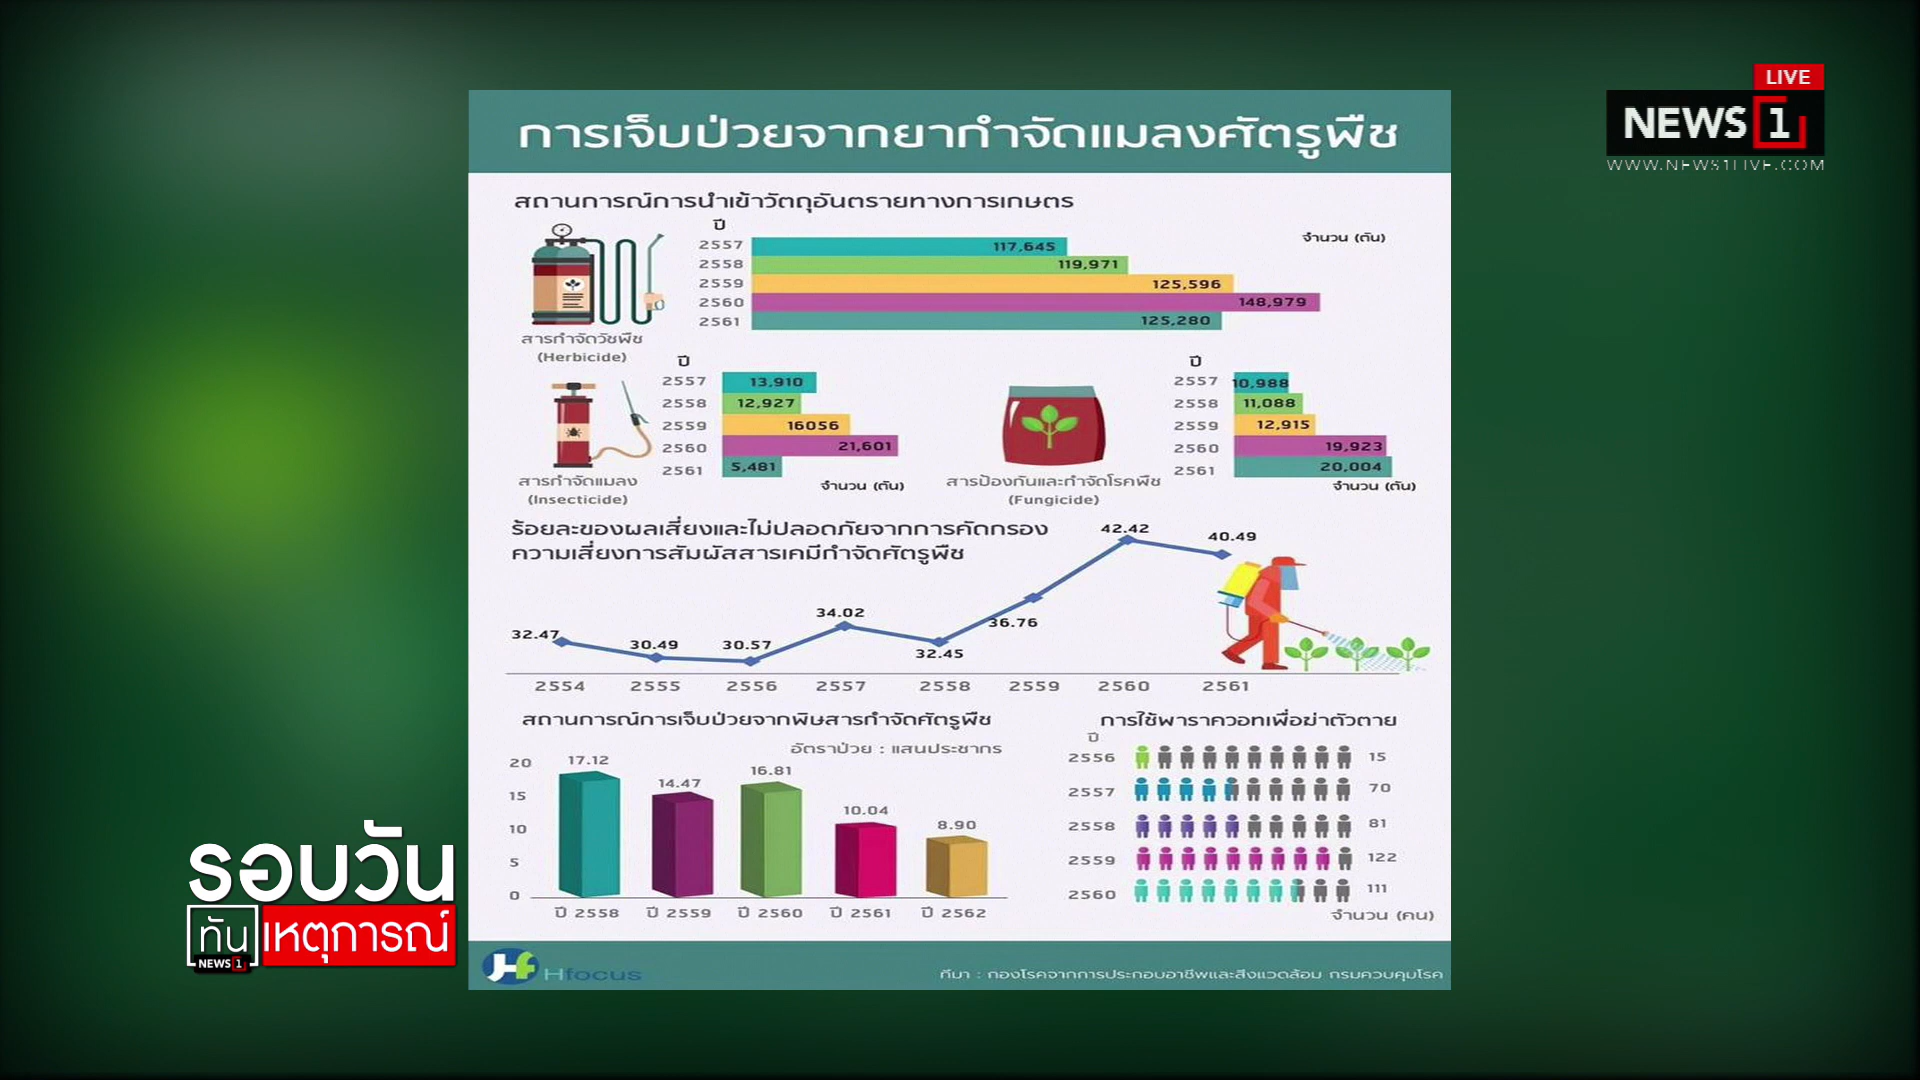 LIVE
NEWS 1
WWW.NEWS1LIVE.COM
การเจ็บป่วยจากยากำจัดแมลงศัตรูพืช
สถานการณ์การนำเข้าวัตถุอันตรายทางการเกษตร
ปี
จำนวน (ตัน)
2557 117,645
2558 119,971
2559 125,596
2560 148,979
2561 125,280
สารกำจัดวัชพืช
(Herbicide)
ปี
2557 13,910
2558 12,927
2559 16056
2560 21,601
2561 5,481
จำนวน (ตัน)
สารกำจัดแมลง
(Insecticide)
ปี
2557 10,988
2558 11,088
2559 12,915
2560 19,923
2561 20,004
จำนวน (ตัน)
สารป้องกันและกำจัดโรคพืช
(Fungicide)
ร้อยละของผลเสี่ยงและไม่ปลอดภัยจากการคัดกรอง
ความเสี่ยงการสัมผัสสารเคมีกำจัดศัตรูพืช
32.47 30.49 30.57 34.02 32.45 36.76 42.42 40.49
2554 2555 2556 2557 2558 2559 2560 2561
สถานการณ์การเจ็บป่วยจากพิษสารกำจัดศัตรูพืช
อัตราป่วย : แสนประชากร
20
15
10
5
0
17.12 14.47 16.81 10.04 8.90
ปี 2558 ปี 2559 ปี 2560 ปี 2561 ปี 2562
การใช้พาราควอทเพื่อฆ่าตัวตาย
ปี
2556 15
2557 70
2558 81
2559 122
2560 111
จำนวน (คน)
รอบวัน
ทัน เหตุการณ์
NEWS 1
Hf Hfocus
ที่มา : กองโรคจากการประกอบอาชีพและสิ่งแวดล้อม กรมควบคุมโรค